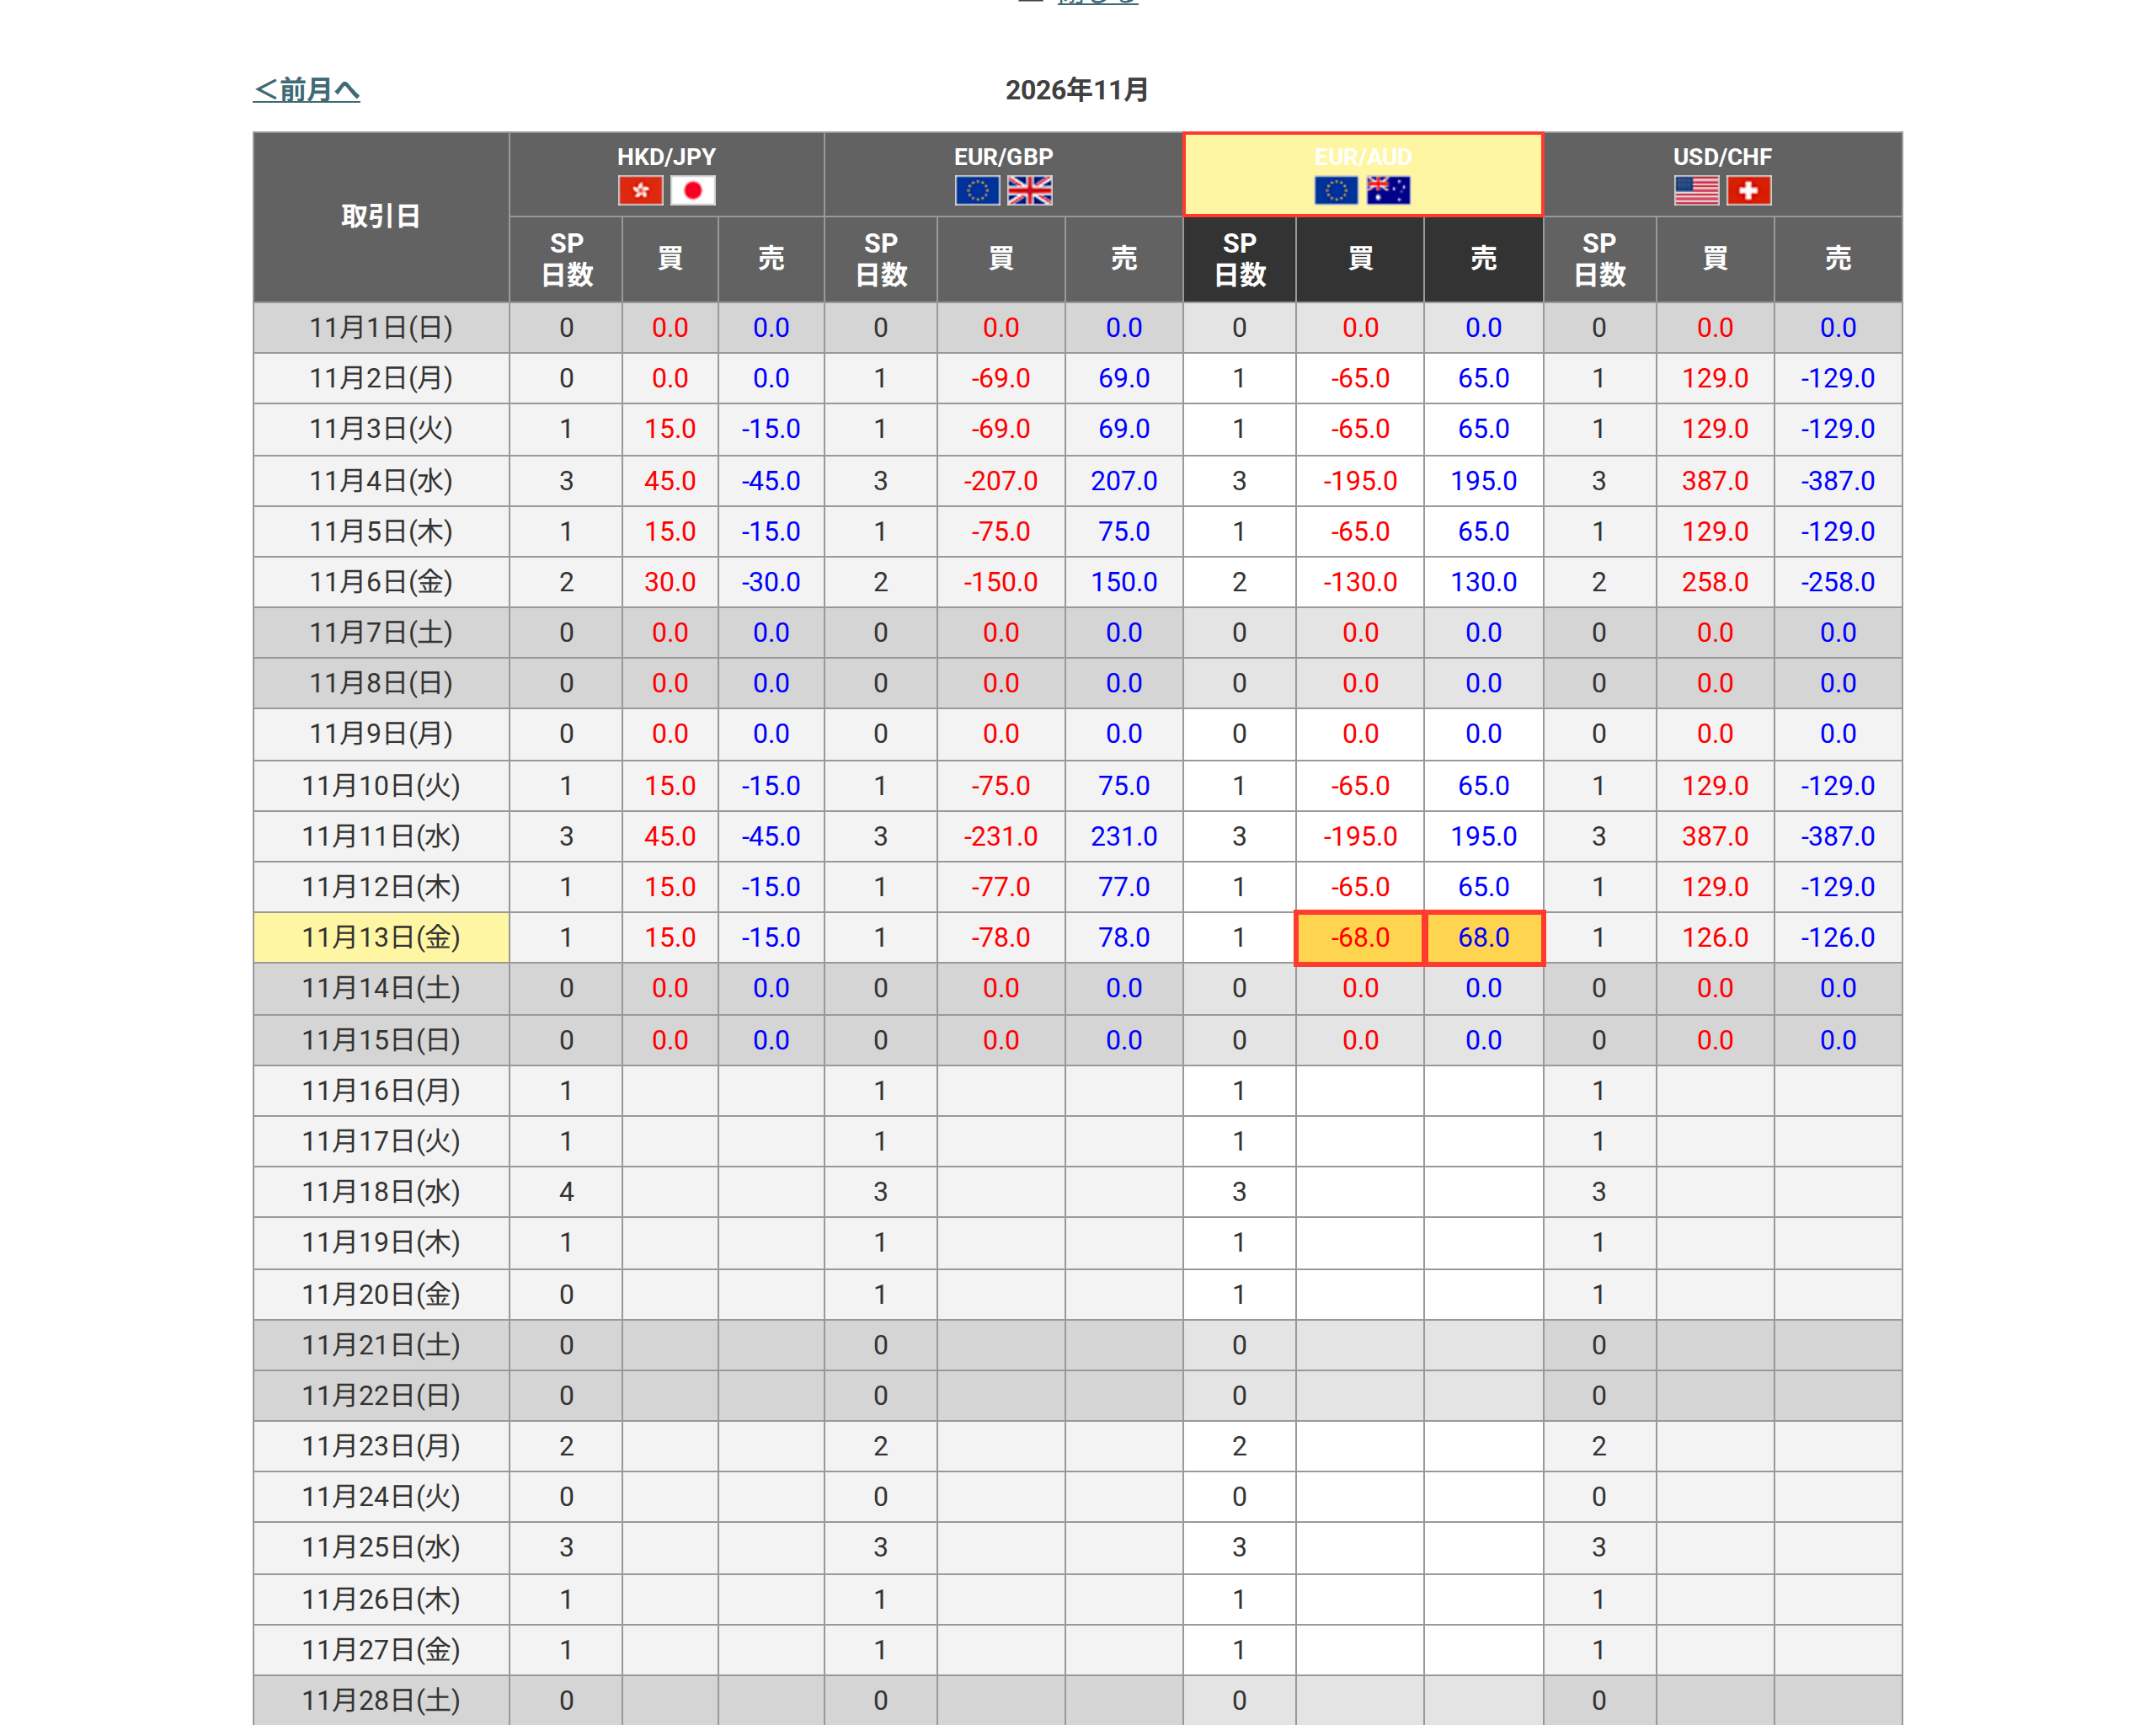 ＜前月へ
2026年11月
取引日 HKD/JPY EUR/GBP EUR/AUD USD/CHF
SP日数 買 売 SP日数 買 売 SP日数 買 売 SP日数 買 売
11月1日(日) 0 0.0 0.0 0 0.0 0.0 0 0.0 0.0 0 0.0 0.0
11月2日(月) 0 0.0 0.0 1 -69.0 69.0 1 -65.0 65.0 1 129.0 -129.0
11月3日(火) 1 15.0 -15.0 1 -69.0 69.0 1 -65.0 65.0 1 129.0 -129.0
11月4日(水) 3 45.0 -45.0 3 -207.0 207.0 3 -195.0 195.0 3 387.0 -387.0
11月5日(木) 1 15.0 -15.0 1 -75.0 75.0 1 -65.0 65.0 1 129.0 -129.0
11月6日(金) 2 30.0 -30.0 2 -150.0 150.0 2 -130.0 130.0 2 258.0 -258.0
11月7日(土) 0 0.0 0.0 0 0.0 0.0 0 0.0 0.0 0 0.0 0.0
11月8日(日) 0 0.0 0.0 0 0.0 0.0 0 0.0 0.0 0 0.0 0.0
11月9日(月) 0 0.0 0.0 0 0.0 0.0 0 0.0 0.0 0 0.0 0.0
11月10日(火) 1 15.0 -15.0 1 -75.0 75.0 1 -65.0 65.0 1 129.0 -129.0
11月11日(水) 3 45.0 -45.0 3 -231.0 231.0 3 -195.0 195.0 3 387.0 -387.0
11月12日(木) 1 15.0 -15.0 1 -77.0 77.0 1 -65.0 65.0 1 129.0 -129.0
11月13日(金) 1 15.0 -15.0 1 -78.0 78.0 1 -68.0 68.0 1 126.0 -126.0
11月14日(土) 0 0.0 0.0 0 0.0 0.0 0 0.0 0.0 0 0.0 0.0
11月15日(日) 0 0.0 0.0 0 0.0 0.0 0 0.0 0.0 0 0.0 0.0
11月16日(月) 1 1 1 1
11月17日(火) 1 1 1 1
11月18日(水) 4 3 3 3
11月19日(木) 1 1 1 1
11月20日(金) 0 1 1 1
11月21日(土) 0 0 0 0
11月22日(日) 0 0 0 0
11月23日(月) 2 2 2 2
11月24日(火) 0 0 0 0
11月25日(水) 3 3 3 3
11月26日(木) 1 1 1 1
11月27日(金) 1 1 1 1
11月28日(土) 0 0 0 0